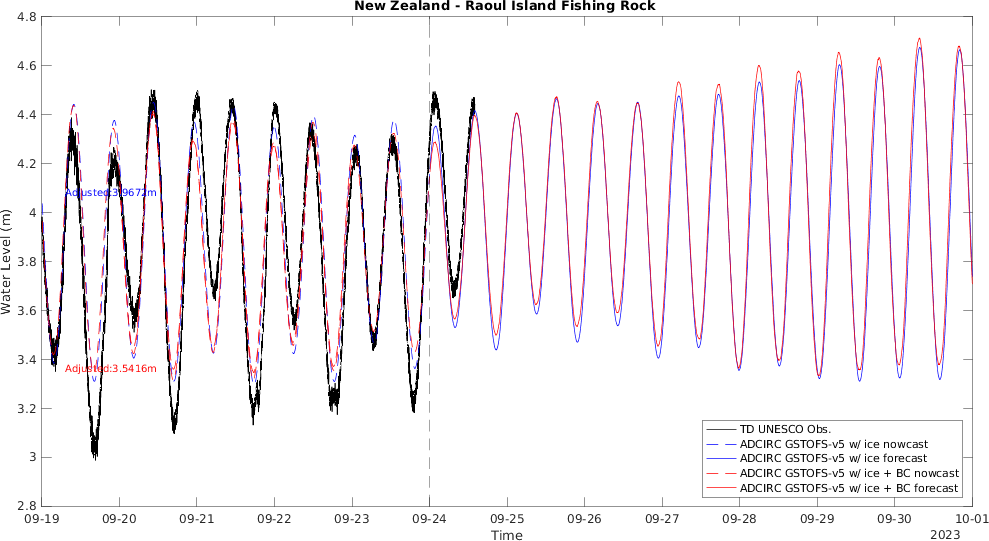 New Zealand - Raoul Island Fishing Rock
4.8
4.6
4.4
4.2
4
3.8
3.6
3.4
3.2
3
2.8
Water Level (m)
Adjusted:3.9672m
Adjusted:3.5416m
TD UNESCO Obs.
ADCIRC GSTOFS-v5 w/ ice nowcast
ADCIRC GSTOFS-v5 w/ ice forecast
ADCIRC GSTOFS-v5 w/ ice + BC nowcast
ADCIRC GSTOFS-v5 w/ ice + BC forecast
09-19 09-20 09-21 09-22 09-23 09-24 09-25 09-26 09-27 09-28 09-29 09-30 10-01
Time
2023